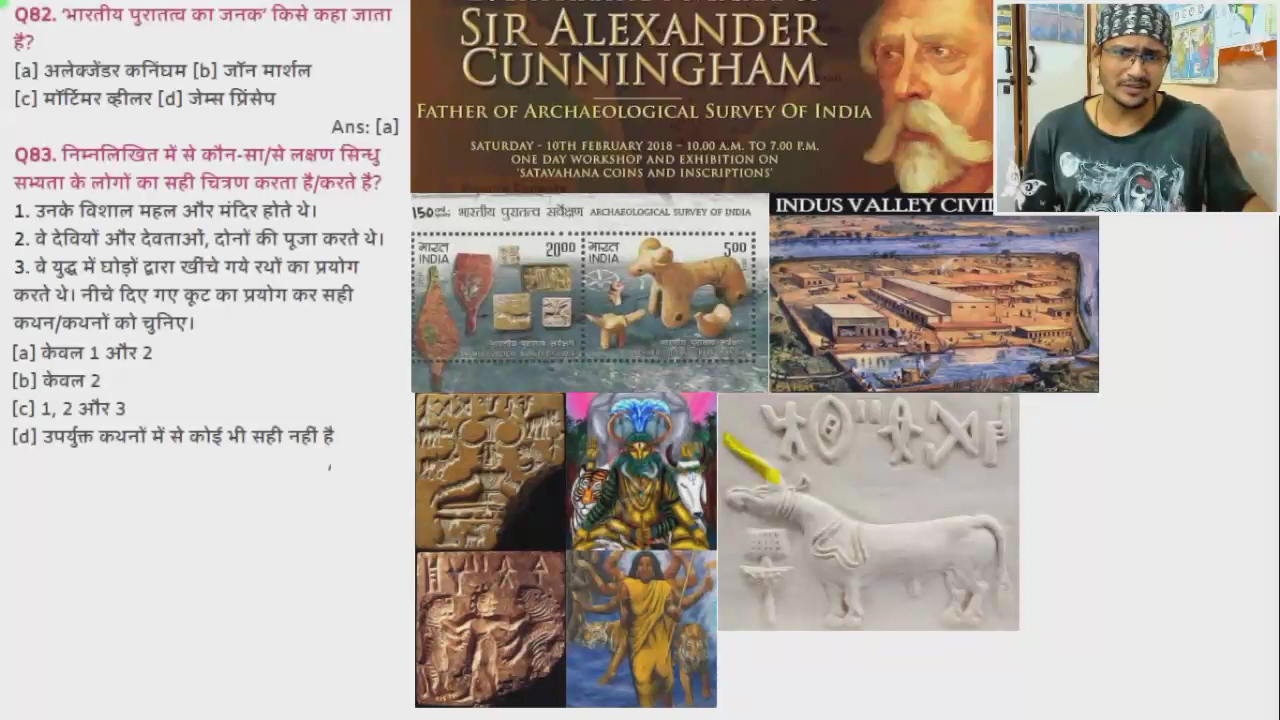 Q82. 'भारतीय पुरातत्व का जनक' किसे कहा जाता
है?
[a] अलेक्जेंडर कनिंघम [b] जॉन मार्शल
[c] मॉर्टिमर व्हीलर [d] जेम्स प्रिंसेप
Ans: [a]
Q83. निम्नलिखित में से कौन-सा/से लक्षण सिन्धु
सभ्यता के लोगों का सही चित्रण करता है/करते है?
1. उनके विशाल महल और मंदिर होते थे।
2. वे देवियों और देवताओं, दोनों की पूजा करते थे।
3. वे युद्ध में घोड़ों द्वारा खींचे गये रथों का प्रयोग
करते थे। नीचे दिए गए कूट का प्रयोग कर सही
कथन/कथनों को चुनिए।
[a] केवल 1 और 2
[b] केवल 2
[c] 1, 2 और 3
[d] उपर्युक्त कथनों में से कोई भी सही नहीं है
SIR ALEXANDER
CUNNINGHAM
FATHER OF ARCHAEOLOGICAL SURVEY OF INDIA
SATURDAY - 10TH FEBRUARY 2018 – 10.00 A.M. TO 7.00 P.M.
ONE DAY WORKSHOP AND EXHIBITION ON
'SATAVAHANA COINS AND INSCRIPTIONS'
150 भारतीय पुरातत्व सर्वेक्षण ARCHAEOLOGICAL SURVEY OF INDIA
भारत 2000 भारत 500
INDIA INDIA
INDUS VALLEY CIVI